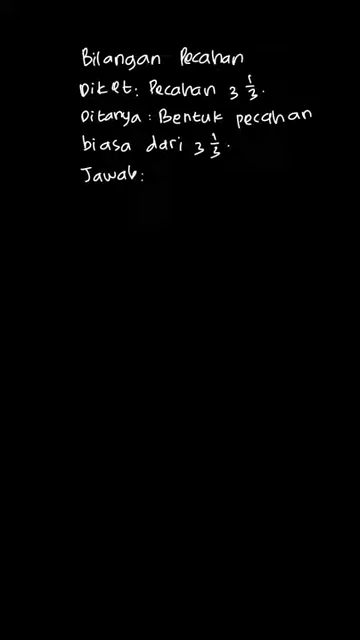 Bilangan Pecahan
Diket: Pecahan 3 1/3.
Ditanya: Bentuk pecahan
biasa dari 3 1/3.
Jawab: